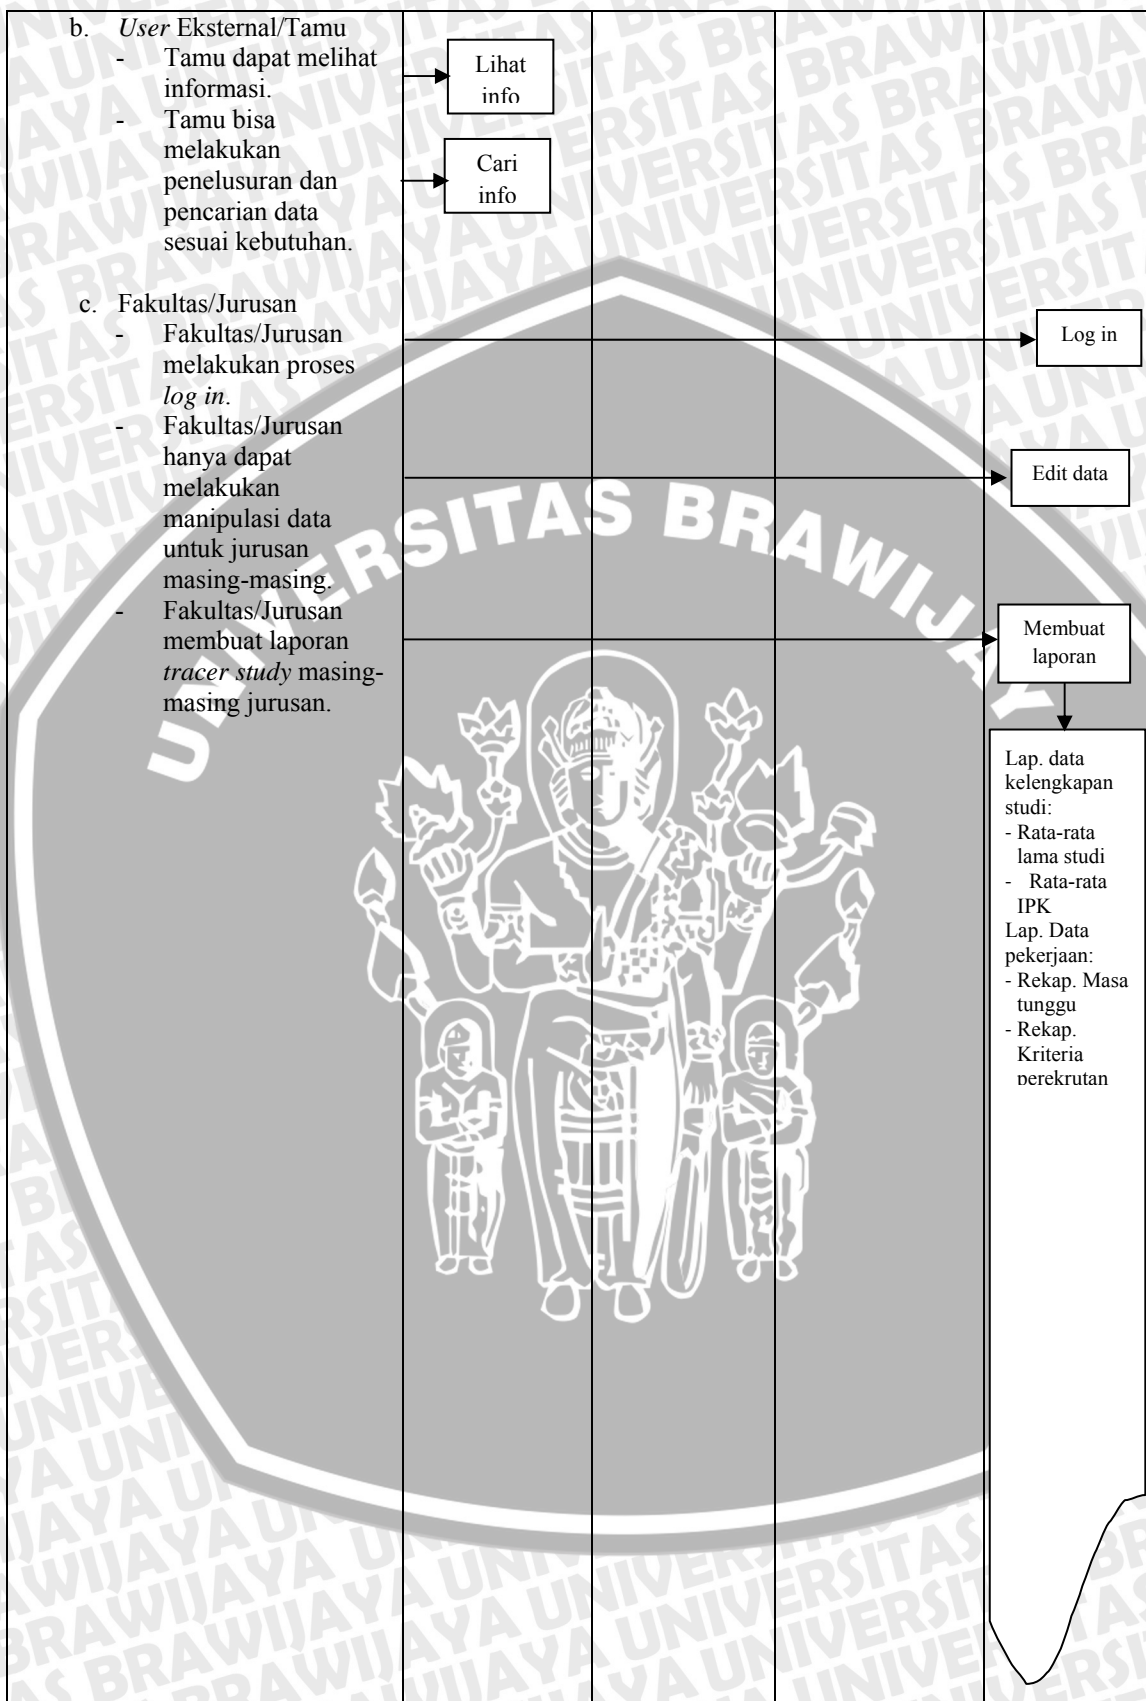 b. User Eksternal/Tamu
- Tamu dapat melihat
informasi.
- Tamu bisa
melakukan
penelusuran dan
pencarian data
sesuai kebutuhan.
Lihat
info
Cari
info
c. Fakultas/Jurusan
- Fakultas/Jurusan
melakukan proses
log in.
- Fakultas/Jurusan
hanya dapat
melakukan
manipulasi data
untuk jurusan
masing-masing.
- Fakultas/Jurusan
membuat laporan
tracer study masing-
masing jurusan.
Log in
Edit data
Membuat
laporan
Lap. data
kelengkapan
studi:
- Rata-rata
lama studi
- Rata-rata
IPK
Lap. Data
pekerjaan:
- Rekap. Masa
tunggu
- Rekap.
Kriteria
perekrutan
UNIVERSITAS BRAWIJAY